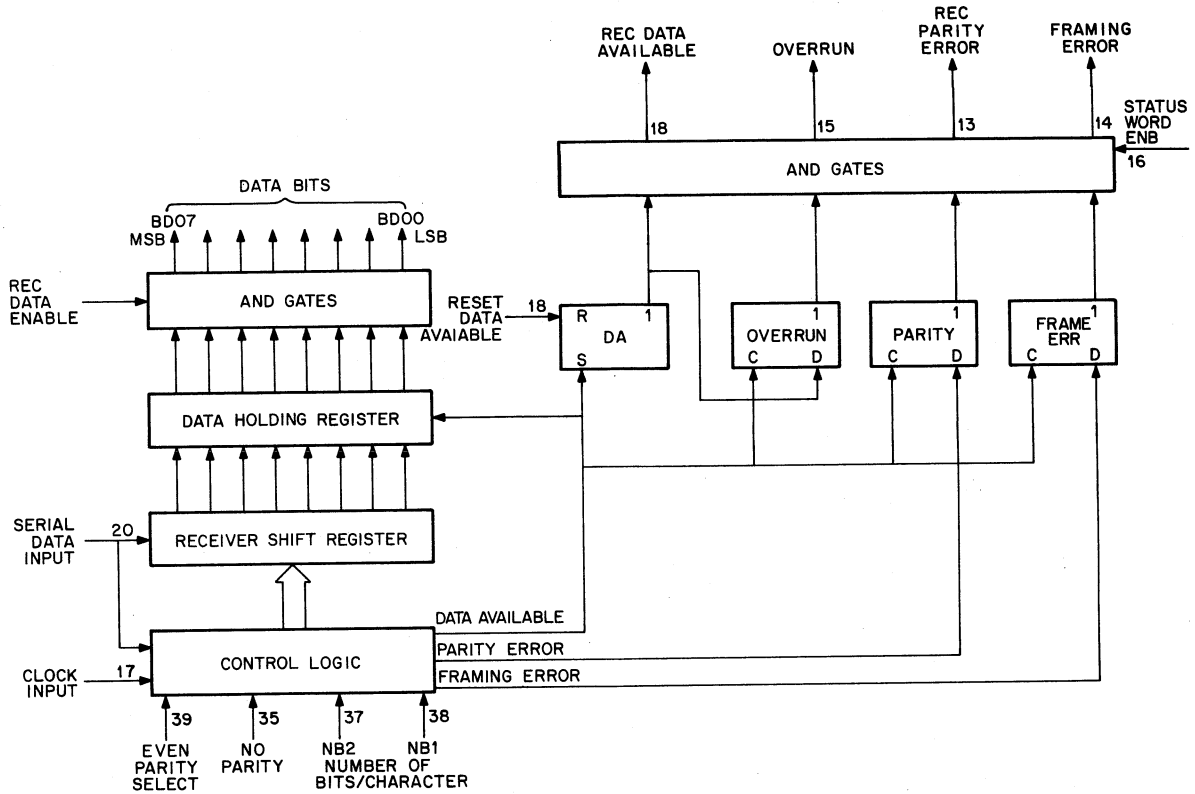 REC DATA
AVAILABLE
OVERRUN
REC
PARITY
ERROR
FRAMING
ERROR
18
15
13
14
STATUS
WORD
ENB
16
AND GATES
DATA BITS
BD07
BD00
MSB
LSB
REC
DATA
ENABLE
AND GATES
RESET
DATA
AVAIABLE
18
R
1
DA
S
1
OVERRUN
C
D
1
PARITY
C
D
1
FRAME
ERR
C
D
DATA HOLDING REGISTER
SERIAL
DATA
INPUT
20
RECEIVER SHIFT REGISTER
DATA AVAILABLE
PARITY ERROR
FRAMING ERROR
CONTROL LOGIC
CLOCK
INPUT
17
39
35
37
38
EVEN
PARITY
SELECT
NO
PARITY
NB2
NB1
NUMBER OF
BITS/CHARACTER